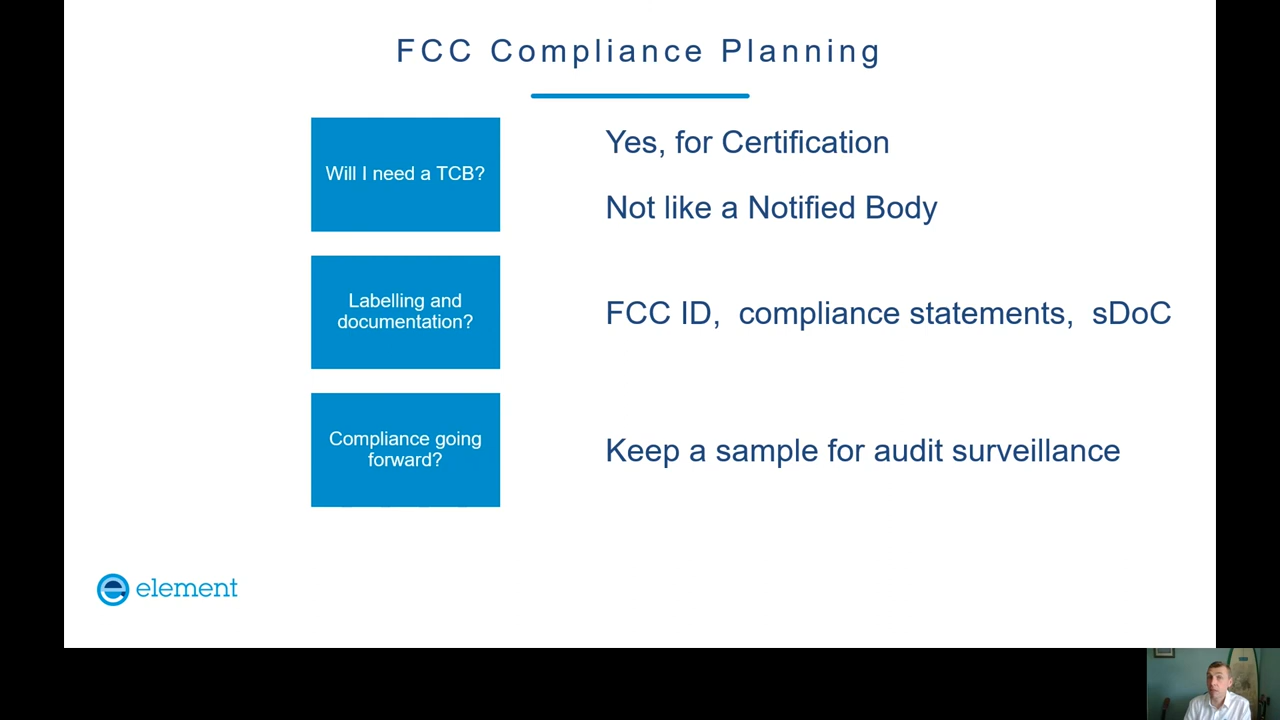 FCC Compliance Planning
Will I need a TCB?
Yes, for Certification
Not like a Notified Body
Labelling and
documentation?
FCC ID, compliance statements, sDoC
Compliance going
forward?
Keep a sample for audit surveillance
element